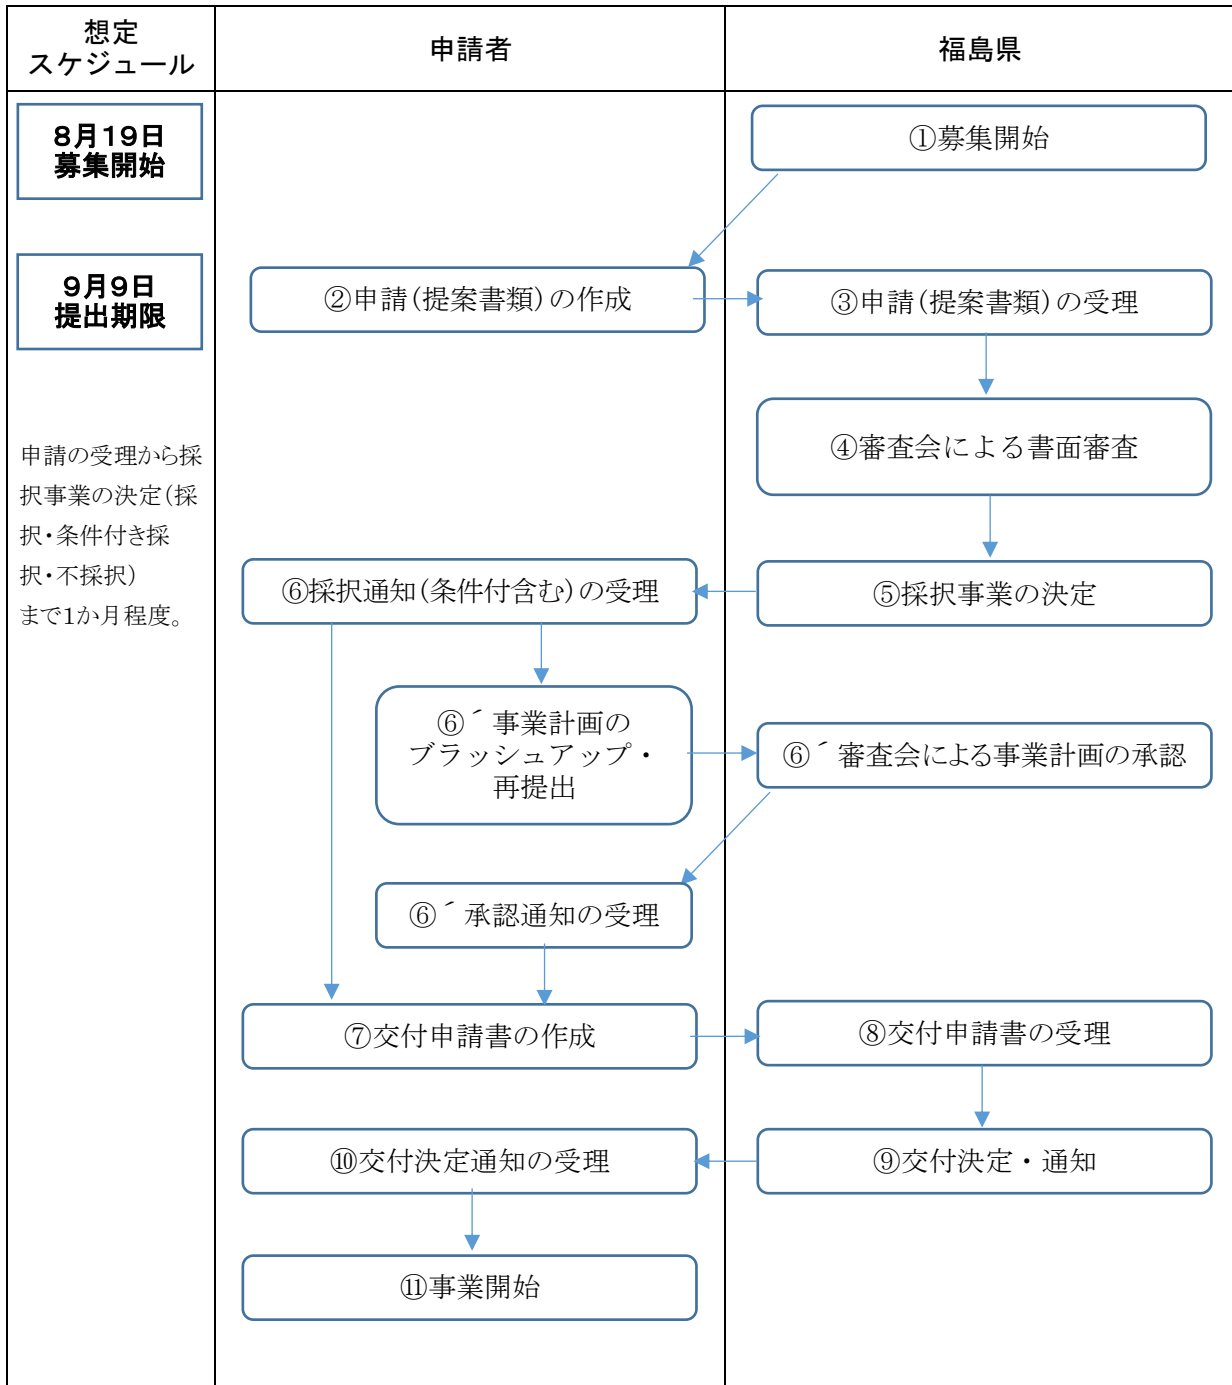 想定
スケジュール
申請者
福島県
8月19日
募集開始
①募集開始
9月9日
提出期限
②申請(提案書類)の作成
③申請(提案書類)の受理
④審査会による書面審査
申請の受理から採
択事業の決定(採
択・条件付き採
択・不採択)
まで1か月程度。
⑥採択通知(条件付含む)の受理
⑤採択事業の決定
⑥´事業計画の
ブラッシュアップ・
再提出
⑥´審査会による事業計画の承認
⑥´承認通知の受理
⑦交付申請書の作成
⑧交付申請書の受理
⑩交付決定通知の受理
⑨交付決定・通知
⑪事業開始